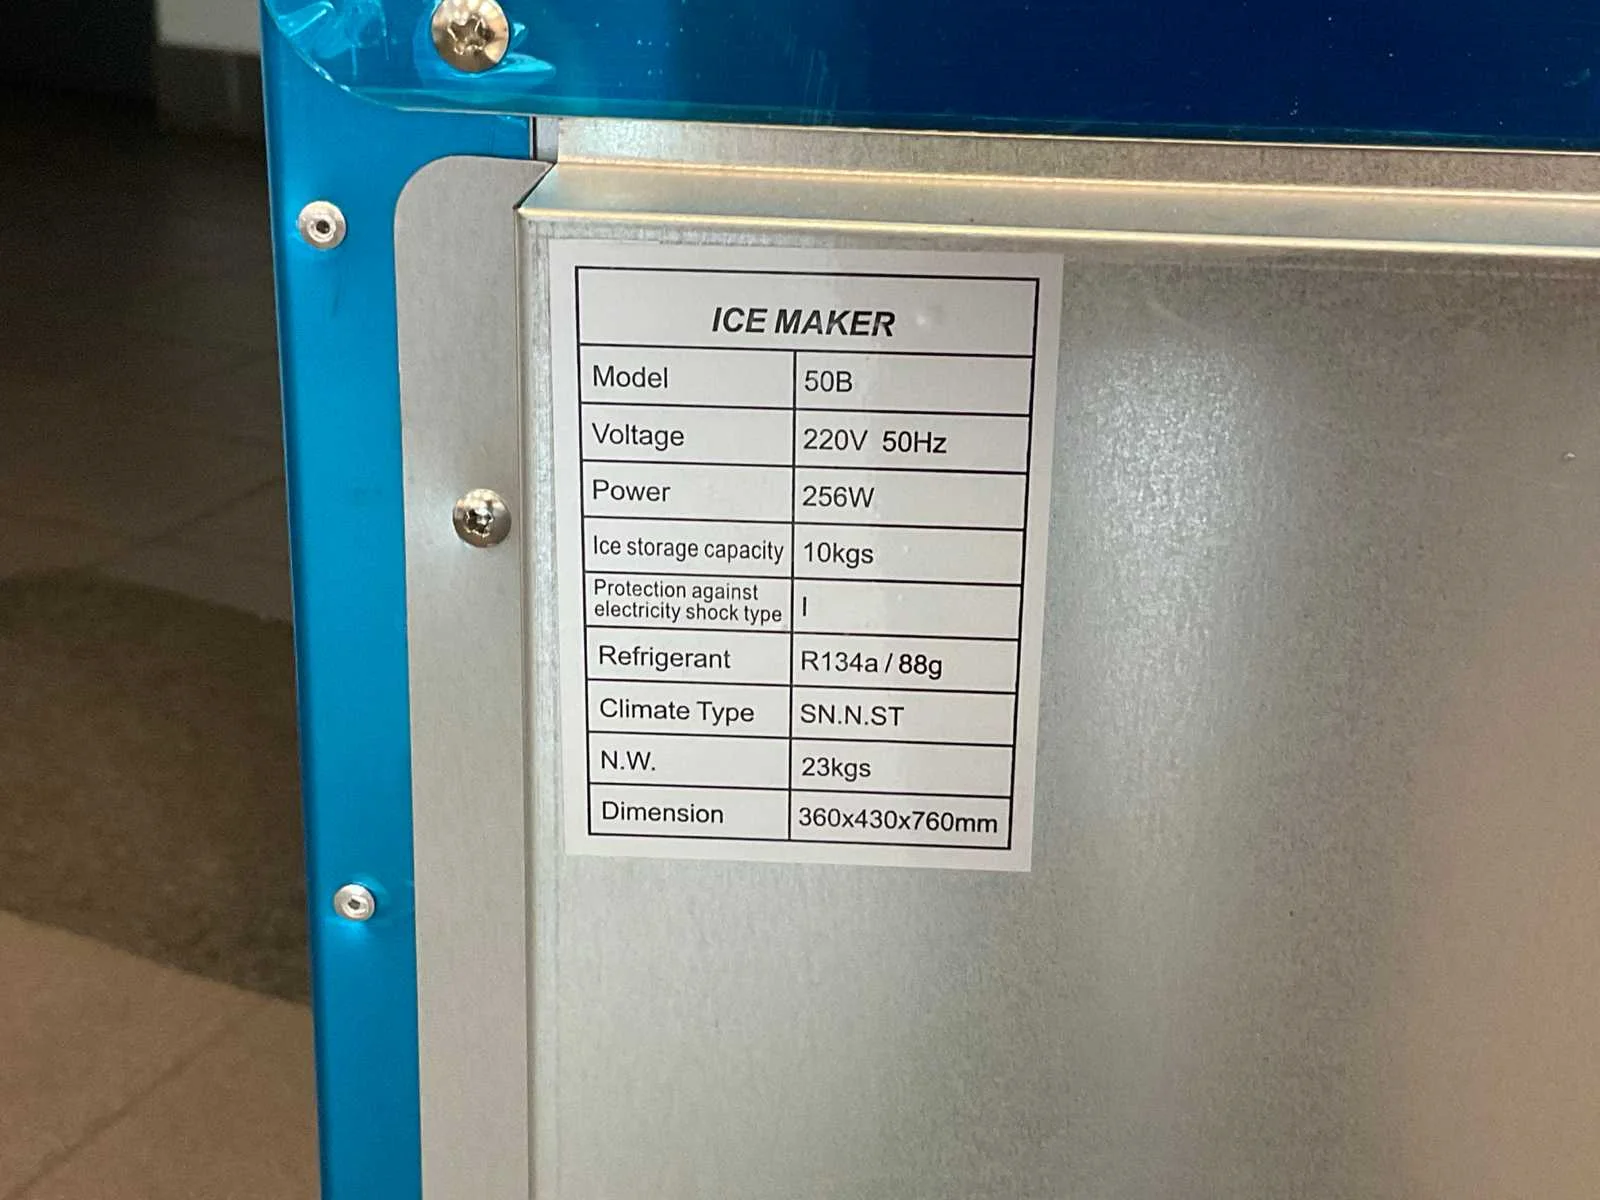 ICE MAKER
Model 50B
Voltage 220V 50Hz
Power 256W
Ice storage capacity 10kgs
Protection against
electricity shock type I
Refrigerant R134a / 88g
Climate Type SN.N.ST
N.W. 23kgs
Dimension 360x430x760mm